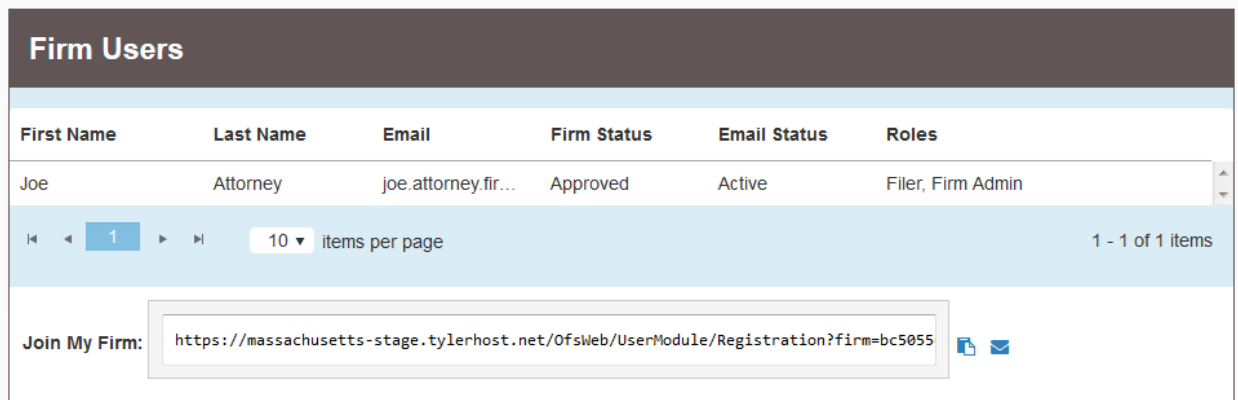 Firm Users
First Name Last Name Email Firm Status Email Status Roles
Joe Attorney joe.attorney.fir... Approved Active Filer, Firm Admin
1 10 items per page 1 - 1 of 1 items
Join My Firm: https://massachusetts-stage.tylerhost.net/OfsWeb/UserModule/Registration?firm=bc5055